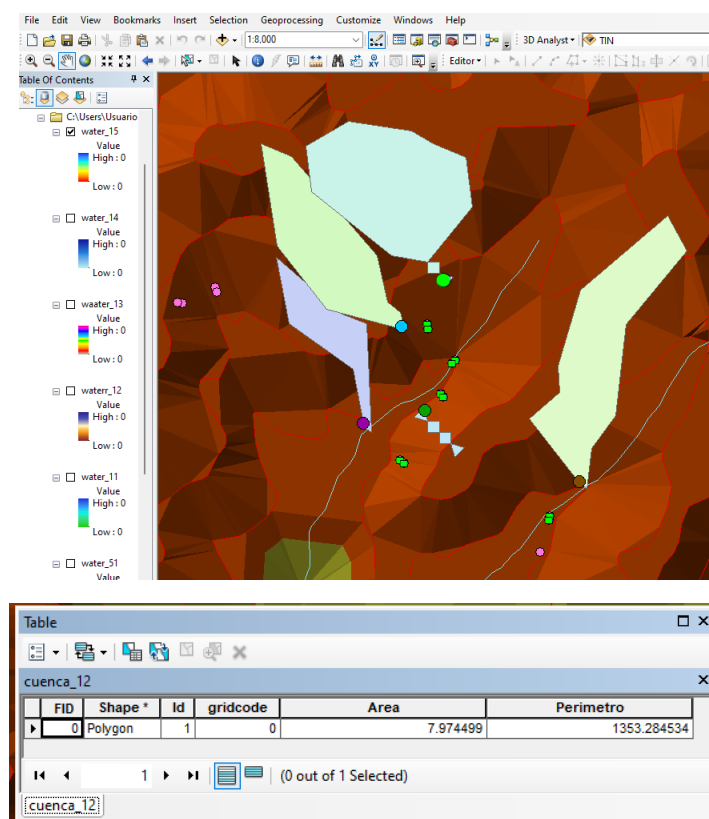 File Edit View Bookmarks Insert Selection Geoprocessing Customize Windows Help
1:8,000 3D Analyst TIN
Editor
Table Of Contents
C:\Users\Usuario
water_15
Value
High : 0
Low : 0
water_14
Value
High : 0
Low : 0
waater_13
Value
High : 0
Low : 0
waterr_12
Value
High : 0
Low : 0
water_11
Value
High : 0
Low : 0
water_51
Value
Table
cuenca_12
FID Shape * Id gridcode Area Perimetro
0 Polygon 1 0 7.974499 1353.284534
1 (0 out of 1 Selected)
cuenca_12